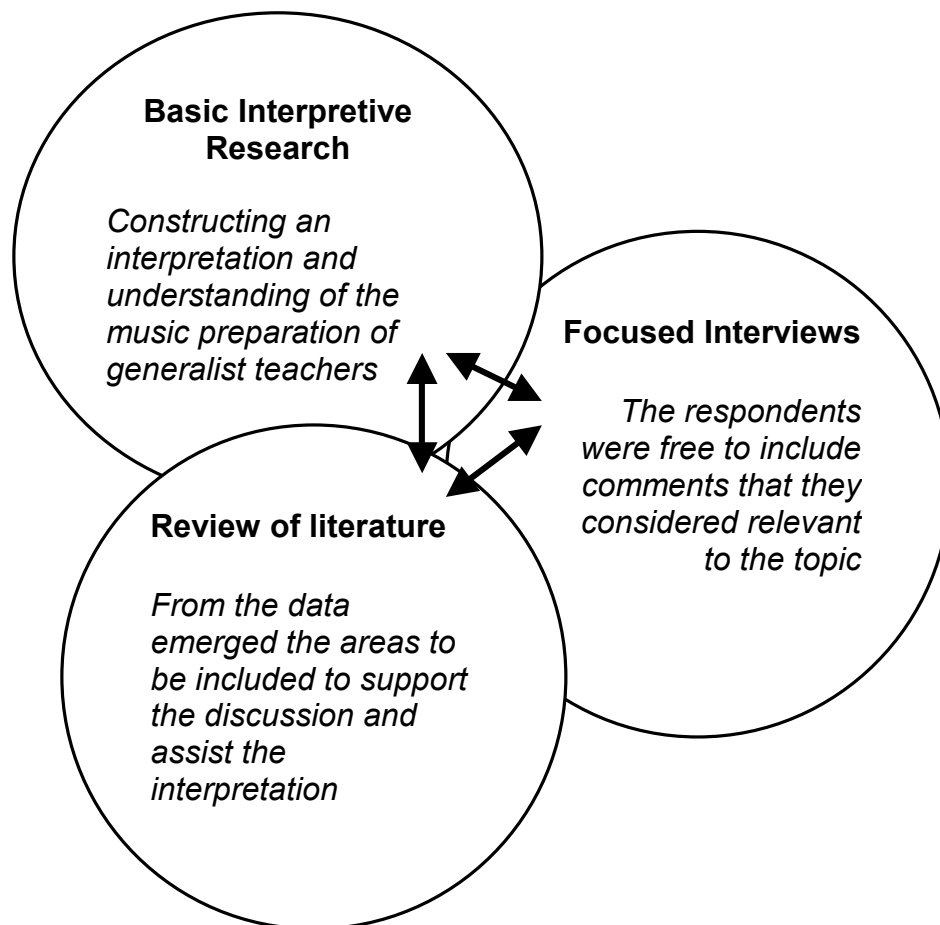 Basic Interpretive
Research
Constructing an
interpretation and
understanding of the
music preparation of
generalist teachers
Focused Interviews
The respondents
were free to include
comments that they
considered relevant
to the topic
Review of literature
From the data
emerged the areas to
be included to support
the discussion and
assist the
interpretation